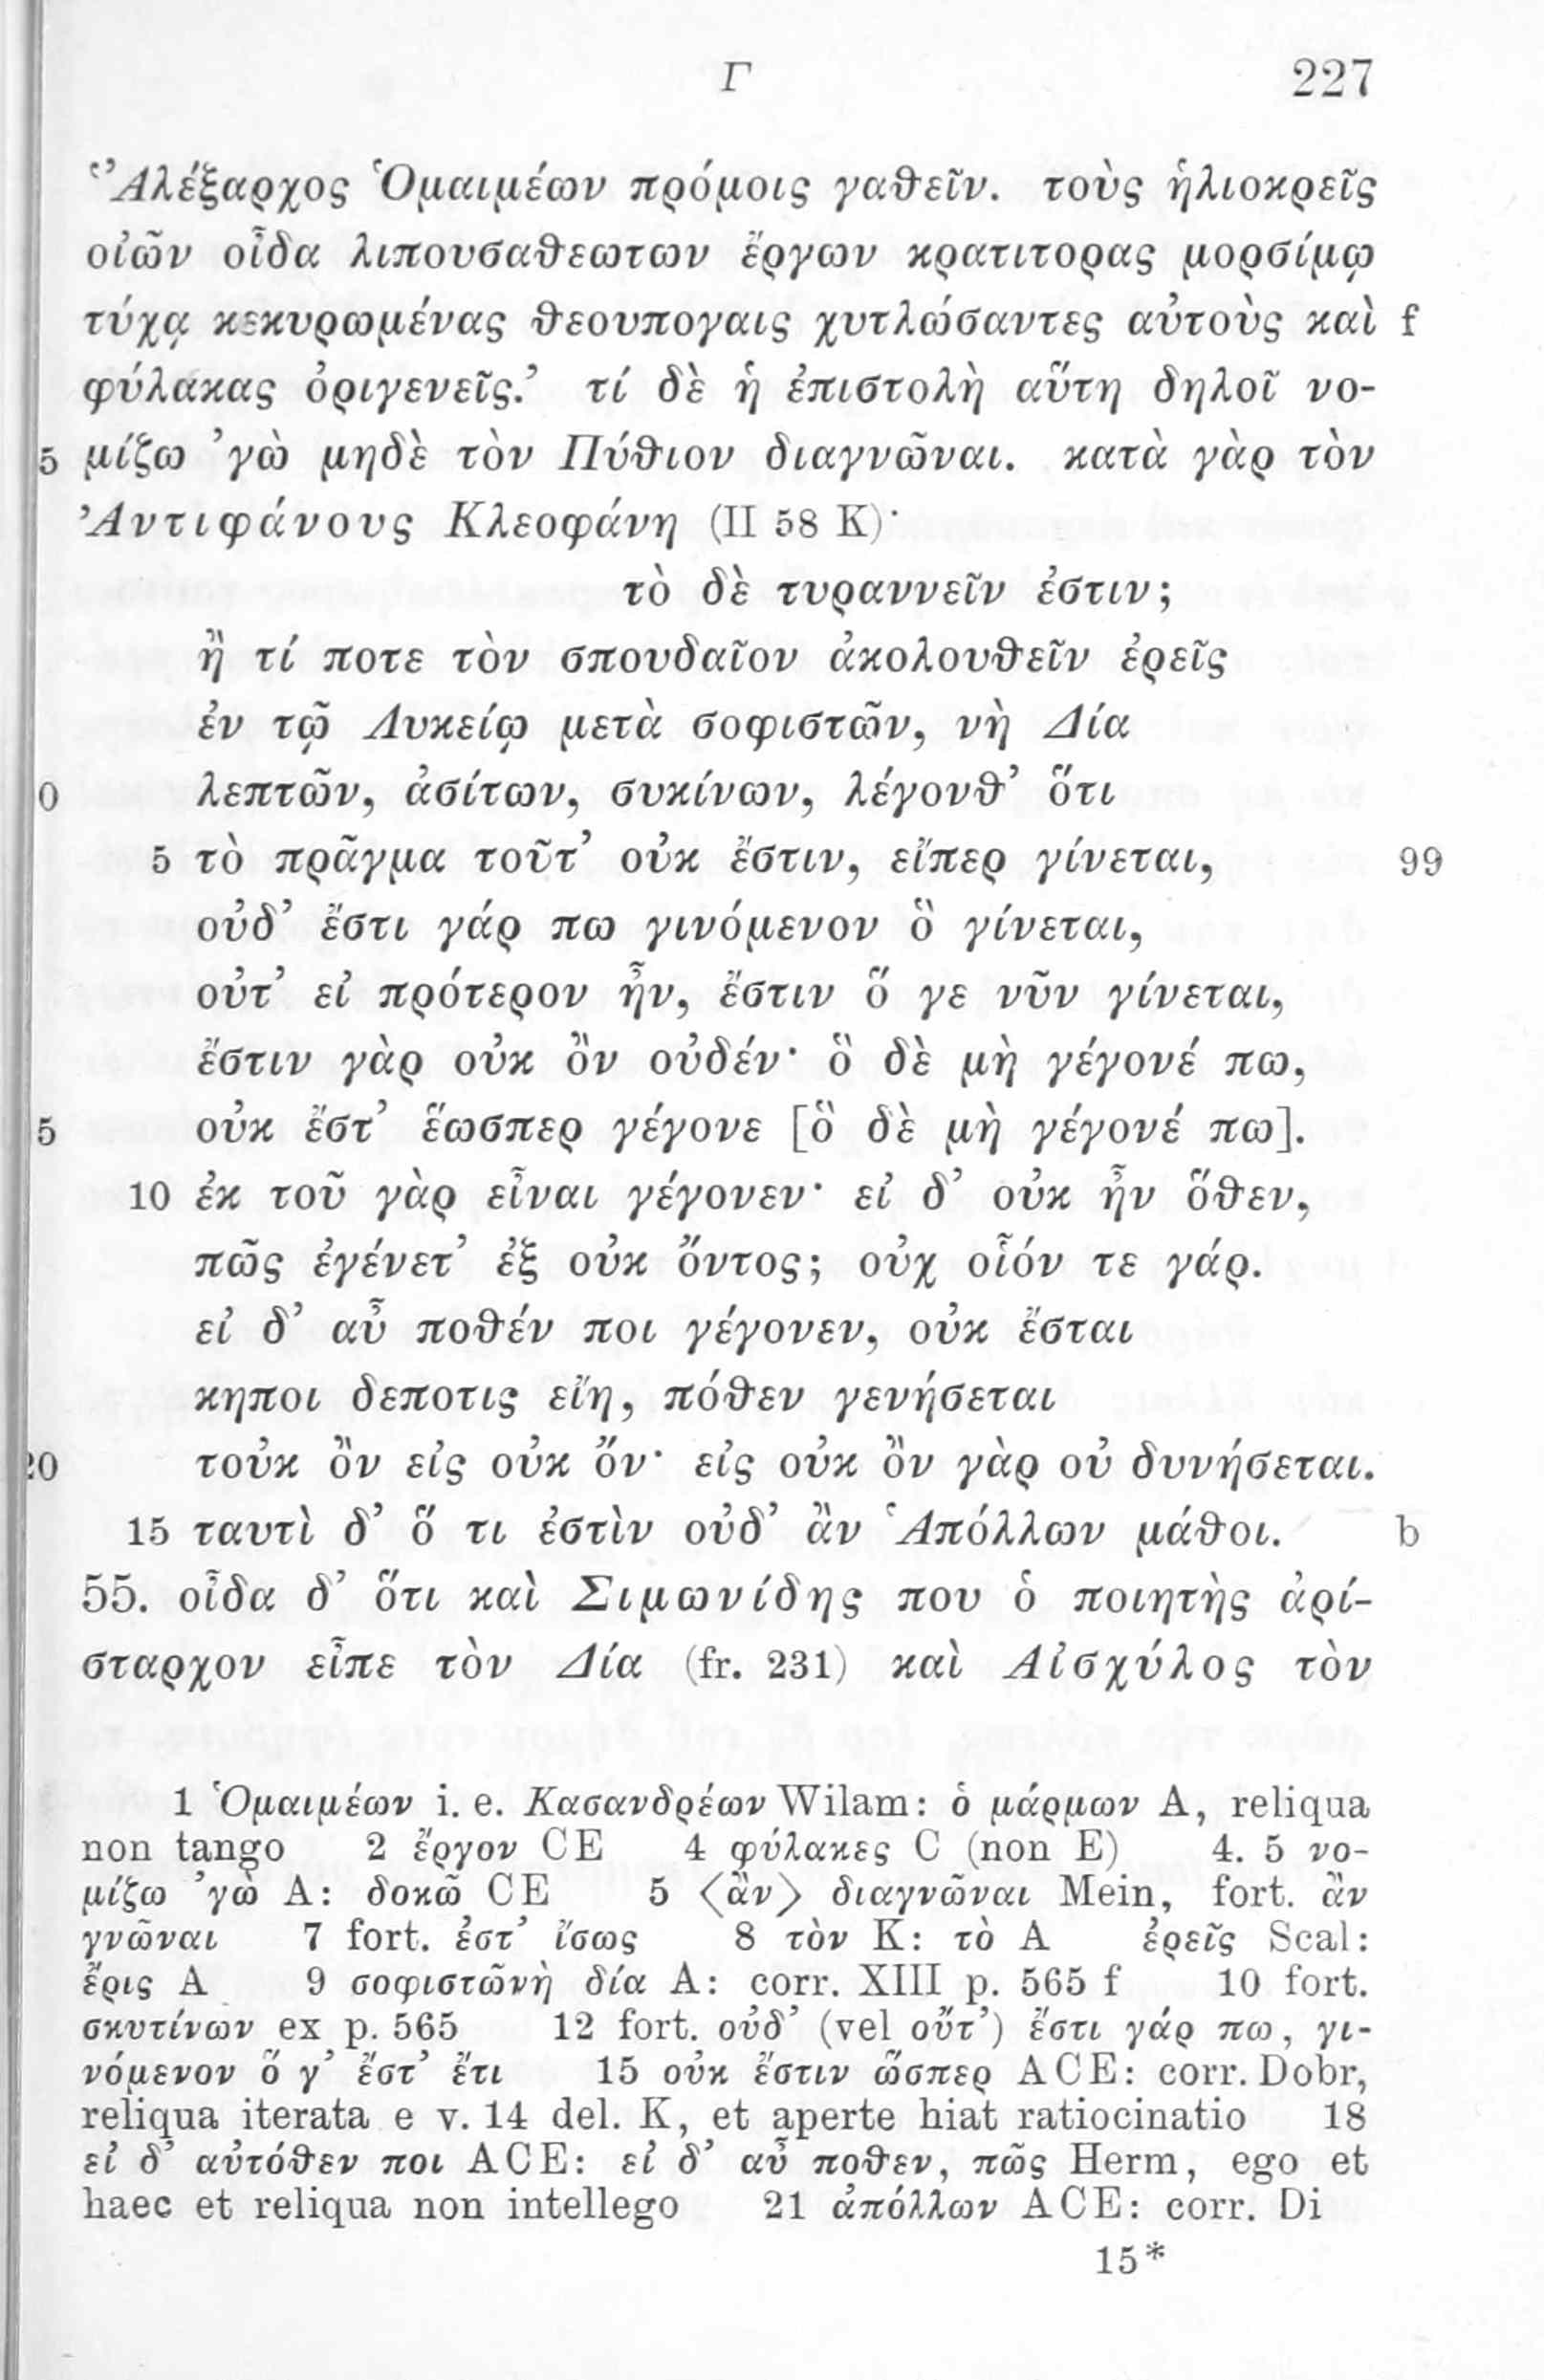 Γ 227
‘Ἀλέξαρχος Ὁμαιμέων πρόμοις γαθεῖν. τοὺς ἡλιοκρεῖς
οἰῶν οἶδα λιπουσαθεωτων ἔργων κρατιτορας μορσίμῳ
τύχᾳ κεκυρωμένας θεουπογαις χυτλώσαντες αὑτοὺς καὶ f
φύλακας ὀριγενεῖς.’ τί δὲ ἡ ἐπιστολὴ αὕτη δηλοῖ νο-
5 μίζω ’γὼ μηδὲ τὸν Πύθιον διαγνῶναι. κατὰ γὰρ τὸν
Ἀντιφάνους Κλεοφάνη (II 58 K)·
τὸ δὲ τυραννεῖν ἐστιν;
ἢ τί ποτε τὸν σπουδαῖον ἀκολουθεῖν ἐρεῖς
ἐν τῷ Λυκείῳ μετὰ σοφιστῶν, νὴ Δία
0 λεπτῶν, ἀσίτων, συκίνων, λέγονθ’ ὅτι
5 τὸ πρᾶγμα τοῦτ’ οὐκ ἔστιν, εἴπερ γίνεται, 99
οὐδ’ ἔστι γάρ πω γινόμενον ὃ γίνεται,
οὐτ’ εἰ πρότερον ἦν, ἔστιν ὅ γε νῦν γίνεται,
ἔστιν γὰρ οὐκ ὂν οὐδέν· ὃ δὲ μὴ γέγονέ πω,
5 οὐκ ἔστ’ ἕωσπερ γέγονε [ὃ δὲ μὴ γέγονέ πω].
10 ἐκ τοῦ γὰρ εἶναι γέγονεν· εἰ δ’ οὐκ ἦν ὅθεν,
πῶς ἐγένετ’ ἐξ οὐκ ὄντος; οὐχ οἷόν τε γάρ.
εἰ δ’ αὖ ποθέν ποι γέγονεν, οὐκ ἔσται
κηποι δεποτις εἴη, πόθεν γενήσεται
20 τοὐκ ὂν εἰς οὐκ ὄν· εἰς οὐκ ὂν γὰρ οὐ δυνήσεται.
15 ταυτὶ δ’ ὅ τι ἐστὶν οὐδ’ ἂν Ἁπόλλων μάθοι. b
55. οἶδα δ’ ὅτι καὶ Σιμωνίδης που ὁ ποιητὴς ἀρί-
σταρχον εἶπε τὸν Δία (fr. 231) καὶ Αἰσχύλος τὸν
1 Ὁμαιμέων i. e. Κασανδρέων Wilam: ὁ μάρμων A, reliqua
non tango 2 ἔργον CE 4 φύλακες C (non E) 4. 5 νο-
μίζω ’γὼ A: δοκῶ CE 5 〈ἂν〉 διαγνῶναι Mein, fort. ἂν
γνῶναι 7 fort. ἐστ’ ἴσως 8 τὸν K: τὸ A ἐρεῖς Scal:
ἔρις A 9 σοφιστῶνὴ δία A: corr. XIII p. 565 f 10 fort.
σκυτίνων ex p. 565 12 fort. οὐδ’ (vel οὔτ’) ἔστι γάρ πω, γι-
νόμενον ὅ γ’ ἔστ’ ἔτι 15 οὐκ ἔστιν ὥσπερ ACE: corr. Dobr,
reliqua iterata e v. 14 del. K, et aperte hiat ratiocinatio 18
εἰ δ’ αὐτόθεν ποι ACE: εἰ δ’ αὖ ποθεν, πῶς Herm, ego et
haec et reliqua non intellego 21 ἀπόλλων ACE: corr. Di
15*